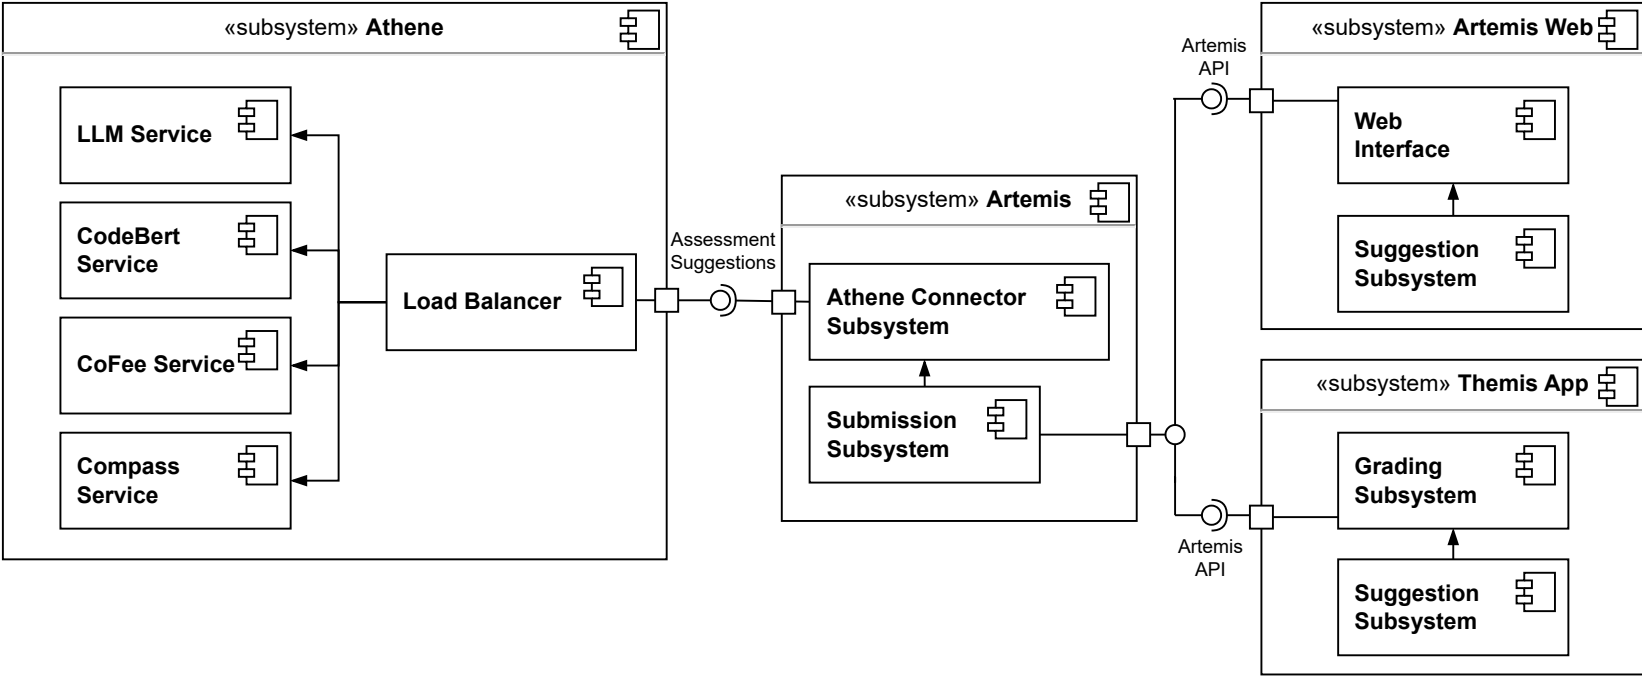 «subsystem» Athene
LLM Service
CodeBert
Service
CoFee Service
Compass
Service
Load Balancer
Assessment
Suggestions
«subsystem» Artemis
Athene Connector
Subsystem
Submission
Subsystem
Artemis
API
«subsystem» Artemis Web
Web
Interface
Suggestion
Subsystem
Artemis
API
«subsystem» Themis App
Grading
Subsystem
Suggestion
Subsystem